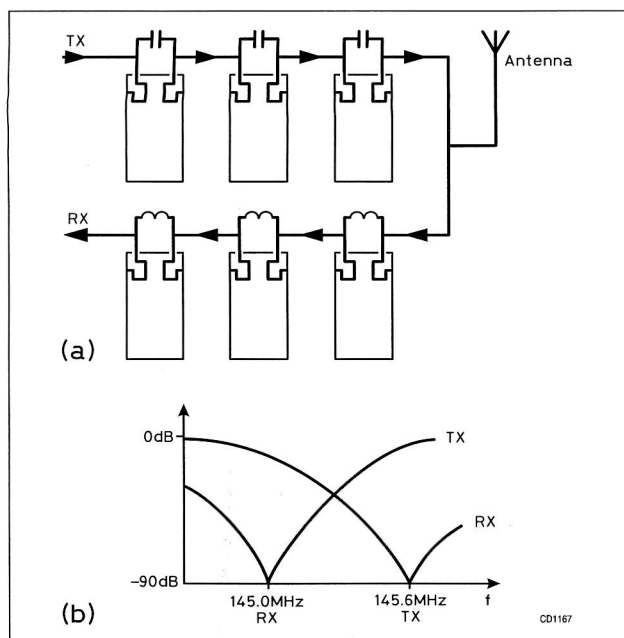 TX
Antenna
RX
(a)
0dB
TX
RX
-90dB
145.0MHz 145.6MHz f
RX TX
(b)
CD1167